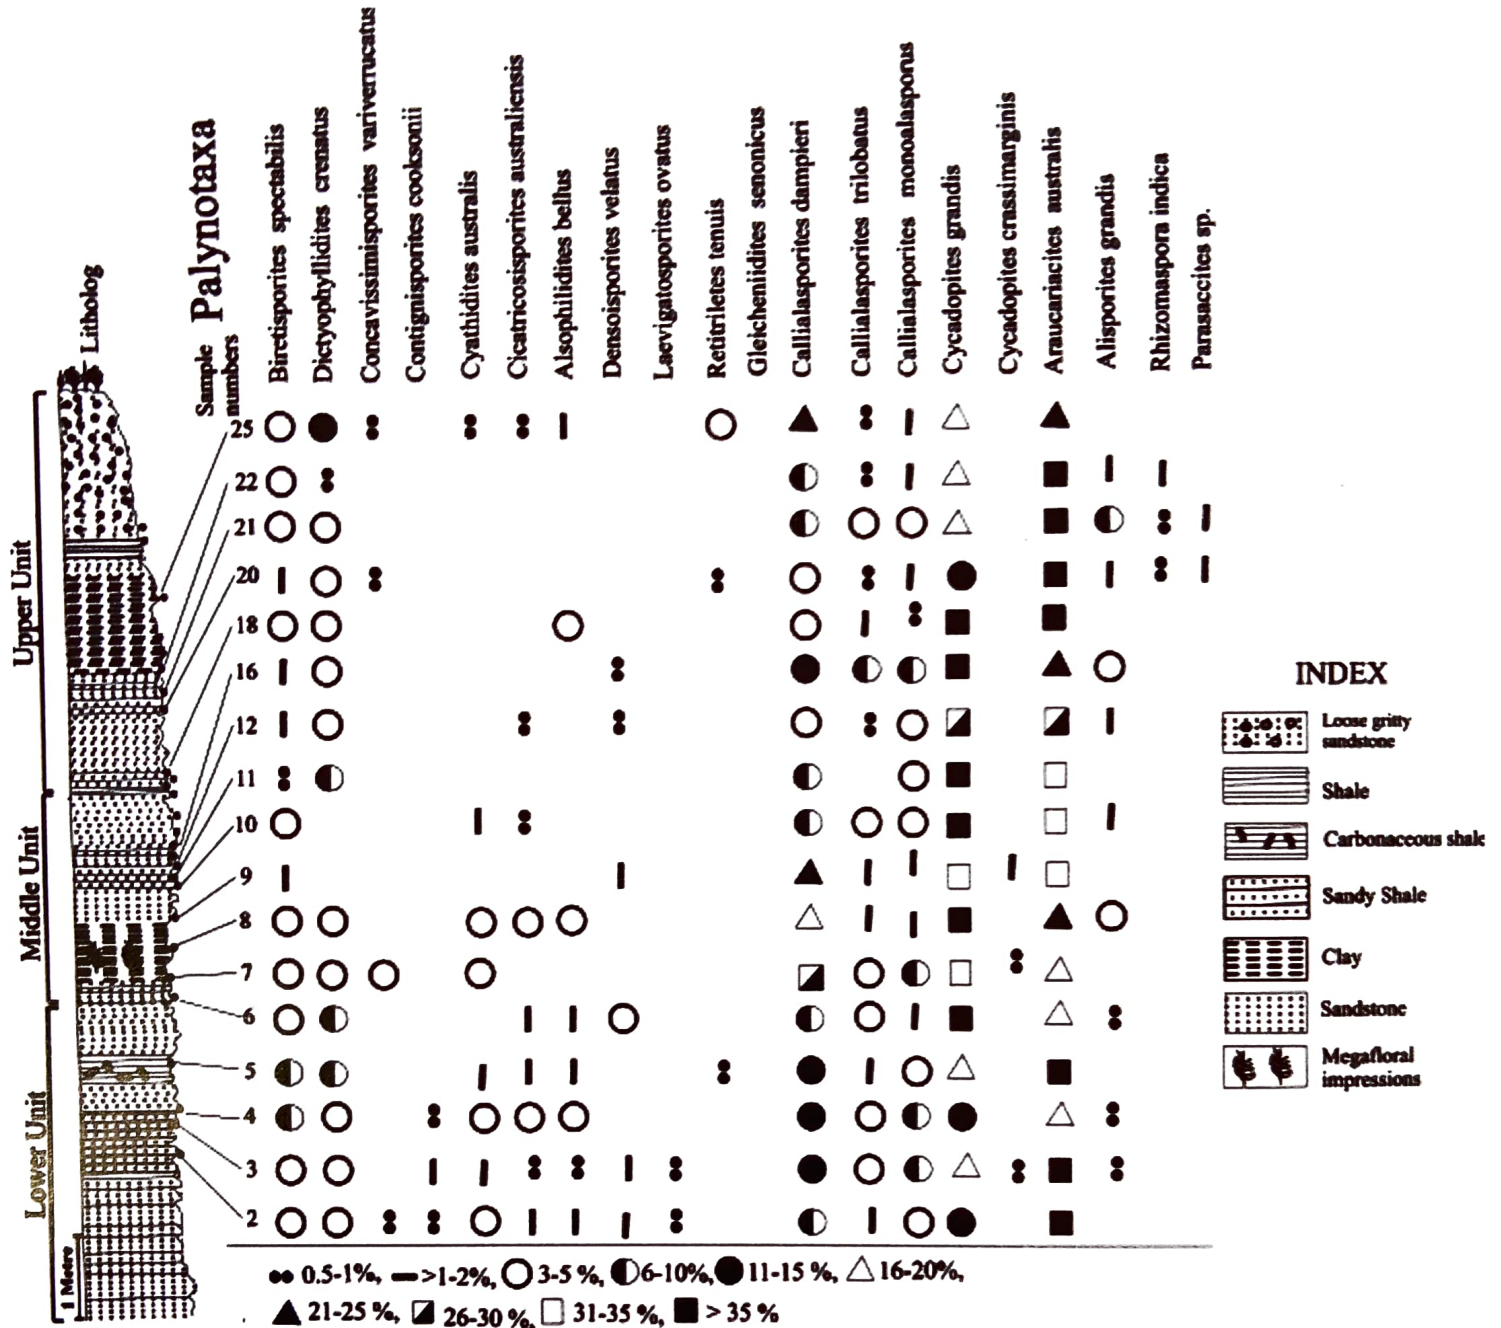 Litholog
Sample
numbers
Palynotaxa
Biretisporites spectabilis
Dictyophyllidites crenatus
Concavissimisporites variverrucatus
Contignisporites cooksonii
Cyathidites australis
Cicatricosisporites australiensis
Alsophilidites bellus
Densoisporites velatus
Laevigatosporites ovatus
Retitriletes tenuis
Gleicheniidites senonicus
Callialasporites dampieri
Callialasporites trilobatus
Callialasporites monoalasporus
Cycadopites grandis
Cycadopites crassimarginis
Araucariacites australis
Alisporites grandis
Rhizomaspora indica
Parasaccites sp.
Upper Unit
Middle Unit
Lower Unit
1 Metre
25
22
21
20
18
16
12
11
10
9
8
7
6
5
4
3
2
INDEX
Loose gritty
sandstone
Shale
Carbonaceous shale
Sandy Shale
Clay
Sandstone
Megafloral
impressions
0.5-1%, >1-2%, 3-5 %, 6-10%, 11-15 %, 16-20%,
21-25 %, 26-30 %, 31-35 %, > 35 %